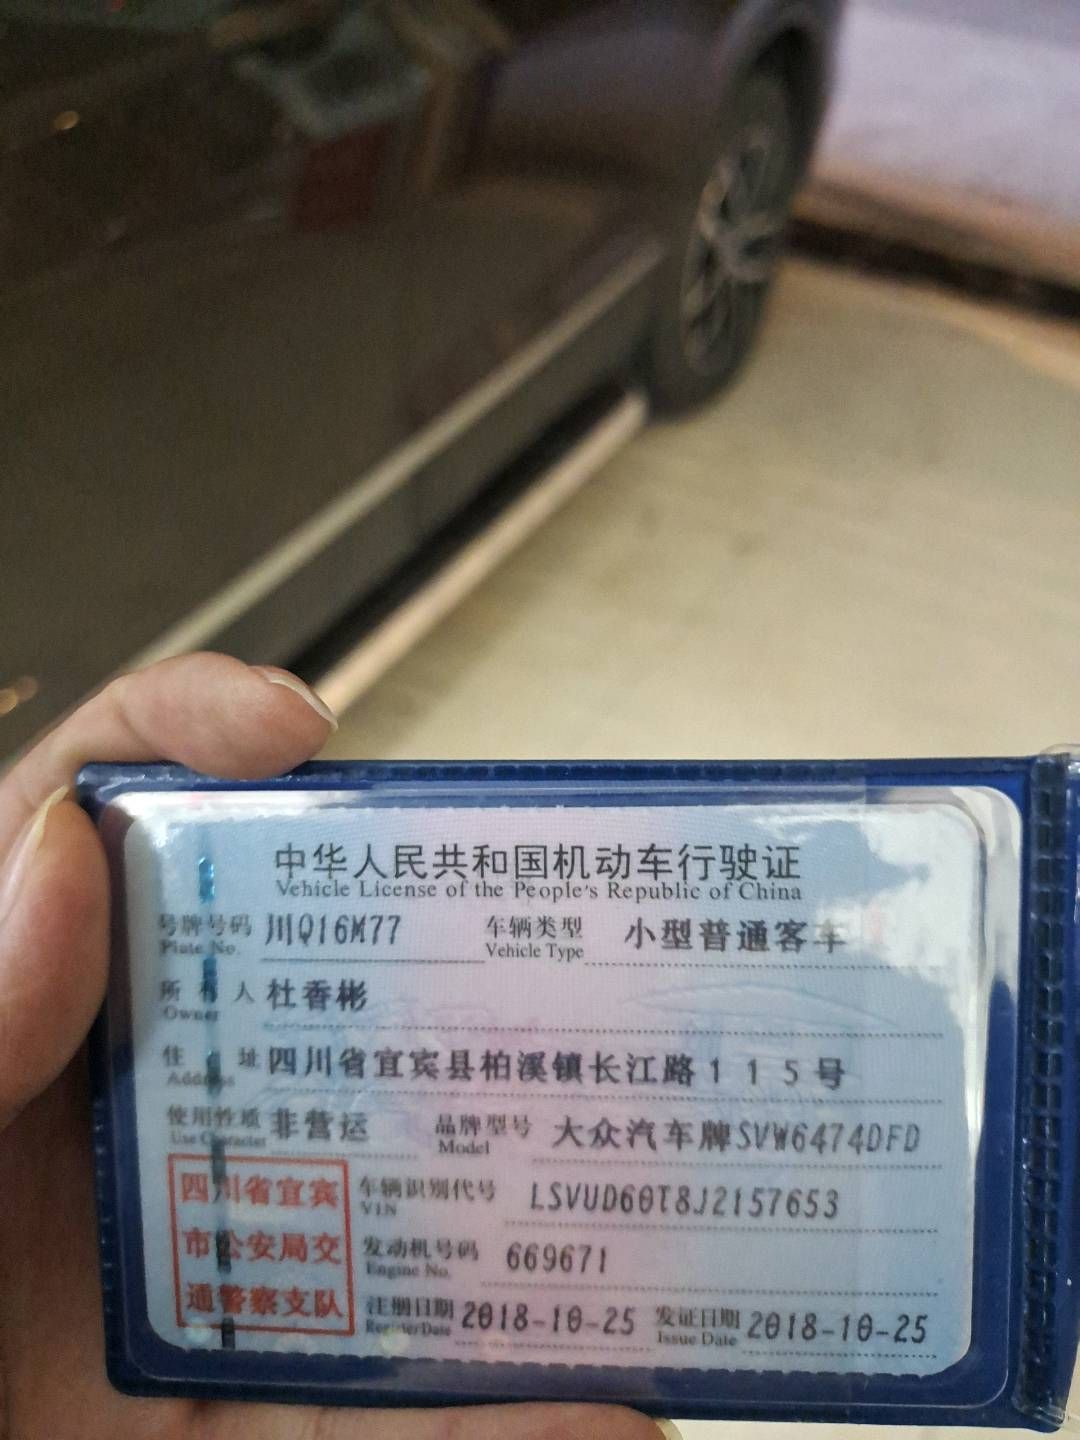 中华人民共和国机动车行驶证
Vehicle License of the People's Republic of China
号牌号码 川Q16M77 车辆类型 小型普通客车
Plate No. Vehicle Type
所有人 杜香彬
Owner
住址 四川省宜宾县柏溪镇长江路115号
Address
使用性质 非营运 品牌型号 大众汽车牌SVW6474DFD
Use Character Model
四川省宜宾
市公安局交
通警察支队
车辆识别代号 LSVUD60T8J2157653
VIN
发动机号码 669671
Engine No.
注册日期 2018-10-25 发证日期 2018-10-25
Register Date Issue Date